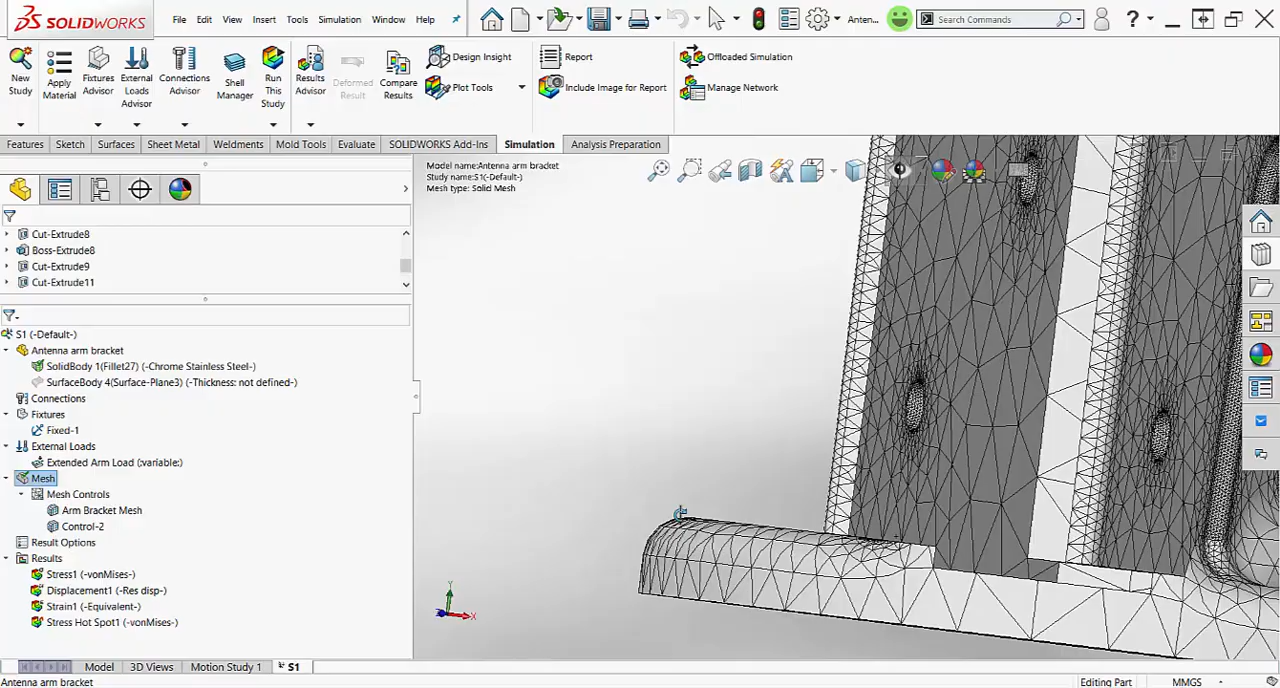 SOLIDWORKS File Edit View Insert Tools Simulation Window Help Anten... Search Commands ?
New Study
Apply Material
Fixtures Advisor
External Loads Advisor
Connections Advisor
Shell Manager
Run This Study
Results Advisor
Deformed Result
Compare Results
Design Insight
Plot Tools
Report
Include Image for Report
Offloaded Simulation
Manage Network
Features Sketch Surfaces Sheet Metal Weldments Mold Tools Evaluate SOLIDWORKS Add-Ins Simulation Analysis Preparation
Model name:Antenna arm bracket
Study name:S1(-Default-)
Mesh type: Solid Mesh
Cut-Extrude8
Boss-Extrude8
Cut-Extrude9
Cut-Extrude11
S1 (-Default-)
Antenna arm bracket
SolidBody 1(Fillet27) (-Chrome Stainless Steel-)
SurfaceBody 4(Surface-Plane3) (-Thickness: not defined-)
Connections
Fixtures
Fixed-1
External Loads
Extended Arm Load (:variable:)
Mesh
Mesh Controls
Arm Bracket Mesh
Control-2
Result Options
Results
Stress1 (-vonMises-)
Displacement1 (-Res disp-)
Strain1 (-Equivalent-)
Stress Hot Spot1 (-vonMises-)
Y
X
Model 3D Views Motion Study 1 S1
Antenna arm bracket Editing Part MMGS